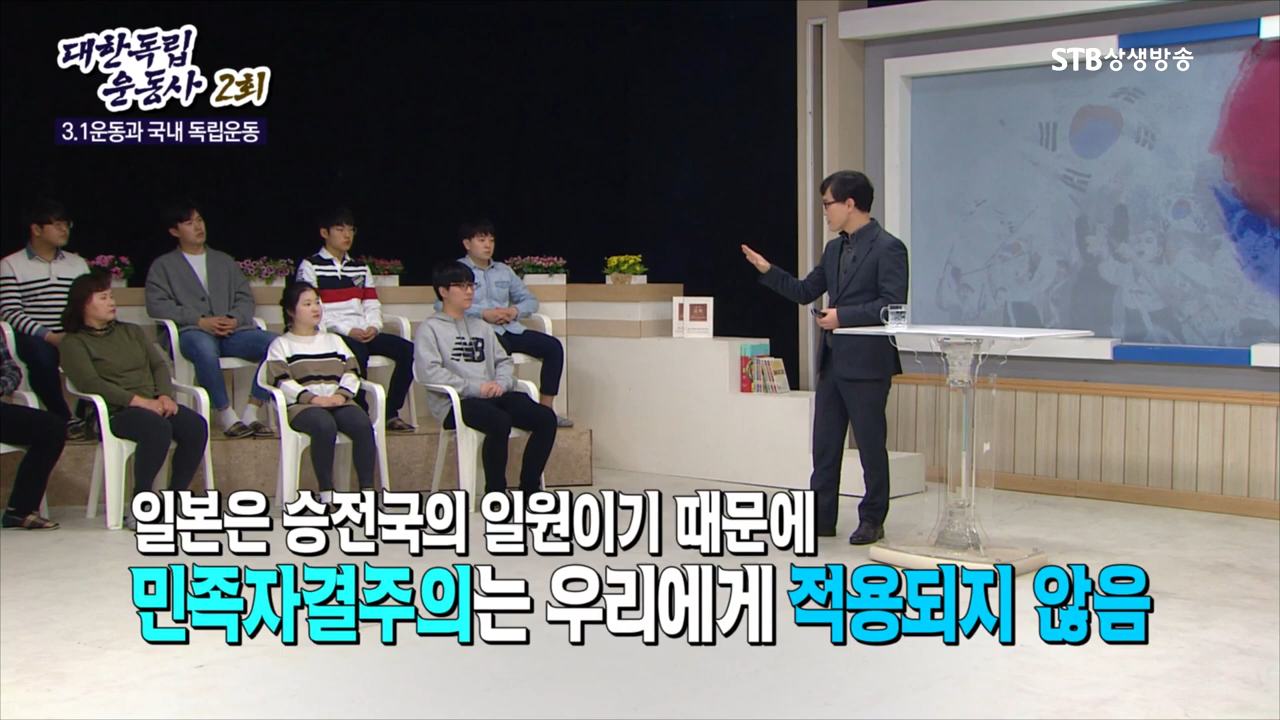 대한독립
운동사 2회
3.1운동과 국내 독립운동
STB상생방송
NB
일본은 승전국의 일원이기 때문에
민족자결주의는 우리에게 적용되지 않음